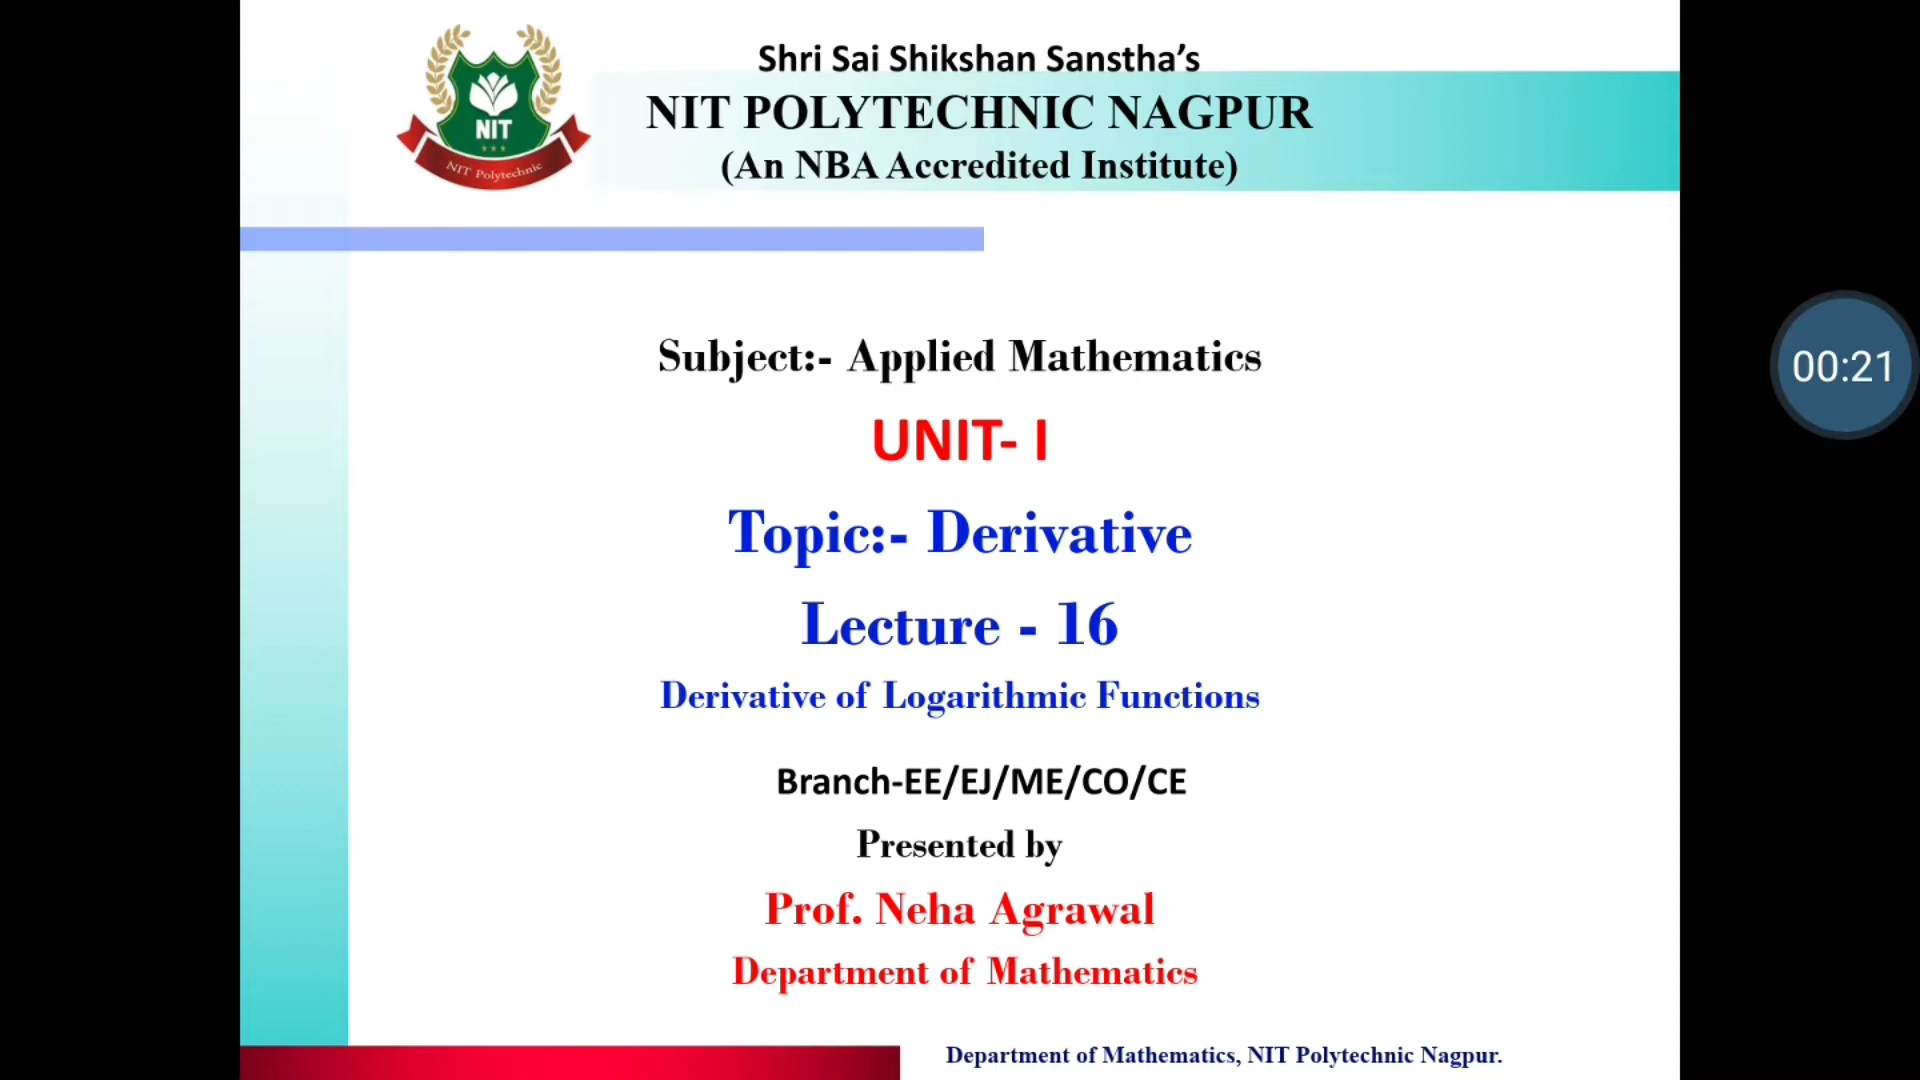 Shri Sai Shikshan Sanstha’s
NIT POLYTECHNIC NAGPUR
(An NBA Accredited Institute)
NIT
NIT Polytechnic
Subject:- Applied Mathematics
UNIT- I
Topic:- Derivative
Lecture - 16
Derivative of Logarithmic Functions
Branch-EE/EJ/ME/CO/CE
Presented by
Prof. Neha Agrawal
Department of Mathematics
Department of Mathematics, NIT Polytechnic Nagpur.
00:21